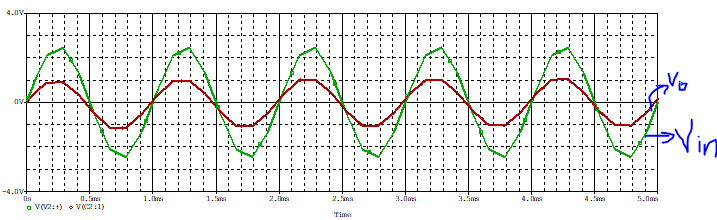 4.0V
0V
-4.0V
0s 0.5ms 1.0ms 1.5ms 2.0ms 2.5ms 3.0ms 3.5ms 4.0ms 4.5ms 5.0ms
V(V2:+) V(C2:1)
Time
Vo
Vin